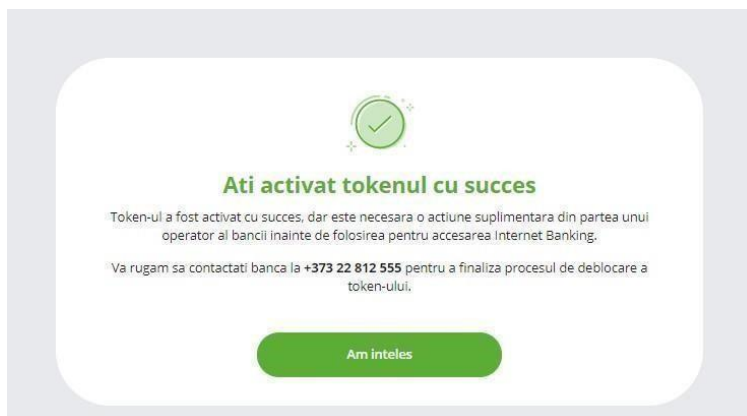 Ati activat tokenul cu succes
Token-ul a fost activat cu succes, dar este necesara o actiune suplimentara din partea unui
operator al bancii inainte de folosirea pentru accesarea Internet Banking.
Va rugam sa contactati banca la +373 22 812 555 pentru a finaliza procesul de deblocare a
token-ului.
Am inteles